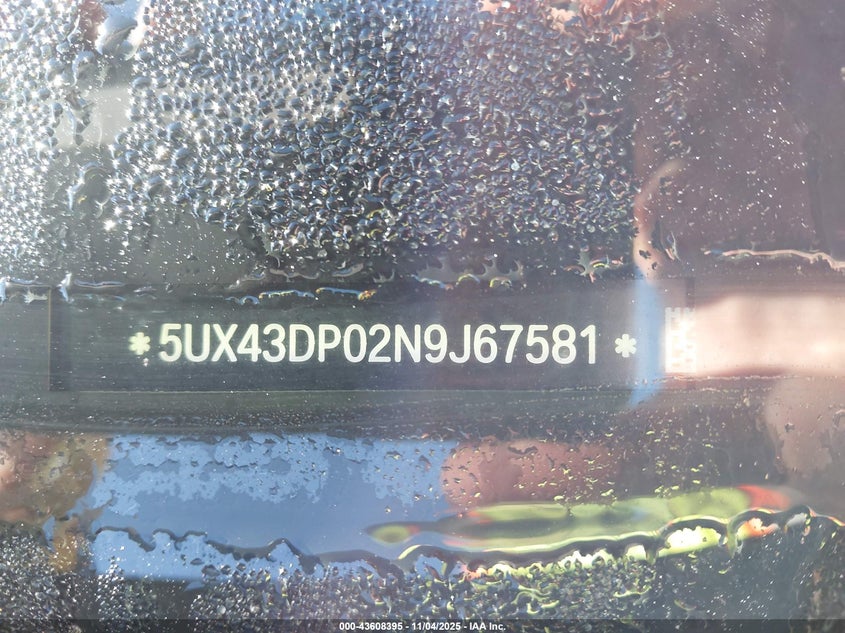 *5UX43DP02N9J67581*
000-43608395 - 11/04/2025 - IAA Inc.